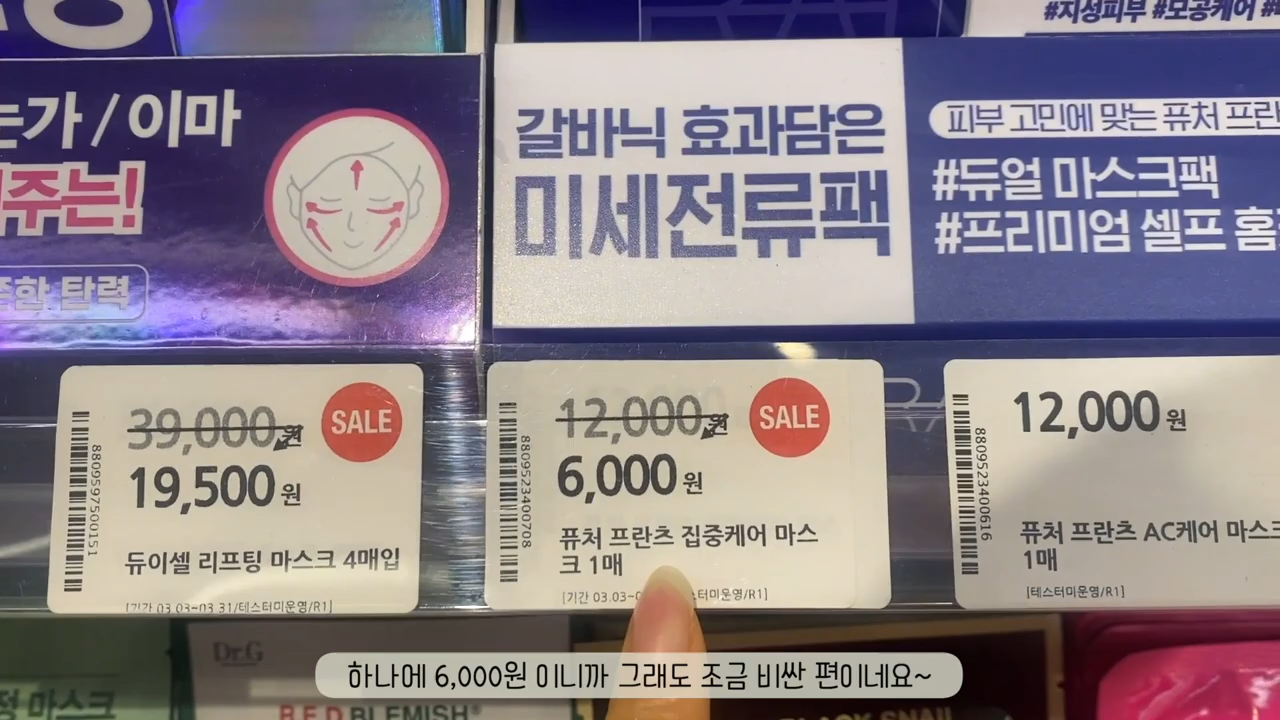 #지성피부 #모공케어
는가 / 이마
주는!
탄력
갈바닉 효과담은
미세전류팩
피부 고민에 맞는 퓨처 프란
#듀얼 마스크팩
#프리미엄 셀프 홈
39,000원
SALE
19,500원
8809597500151
듀이셀 리프팅 마스크 4매입
[기간 03.03~03.31/테스터미운영/R1]
12,000원
SALE
6,000원
8809523400708
퓨처 프란츠 집중케어 마스
크 1매
[기간 03.03~ 테스터미운영/R1]
12,000원
8809523400616
퓨처 프란츠 AC케어 마스크
1매
[테스터미운영/R1]
Dr.G
정 마스크
RED BLEMISH®
BLACK SNAIL
하나에 6,000원 이니까 그래도 조금 비싼 편이네요~